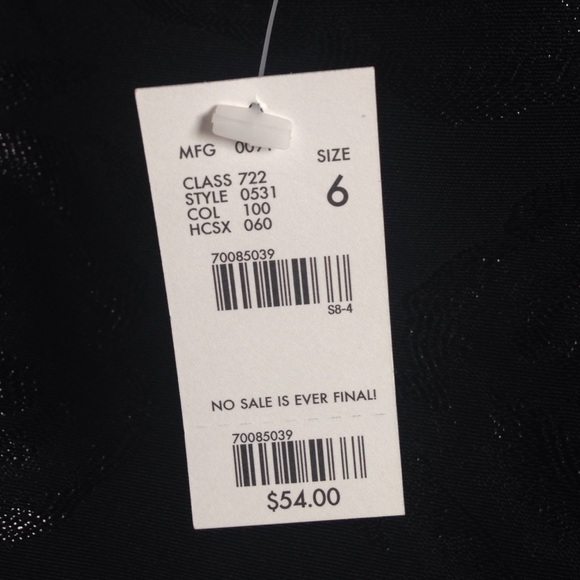 MFG
SIZE
6
CLASS 722
STYLE 0531
COL 100
HCSX 060
70085039
S8-4
NO SALE IS EVER FINAL!
70085039
$54.00